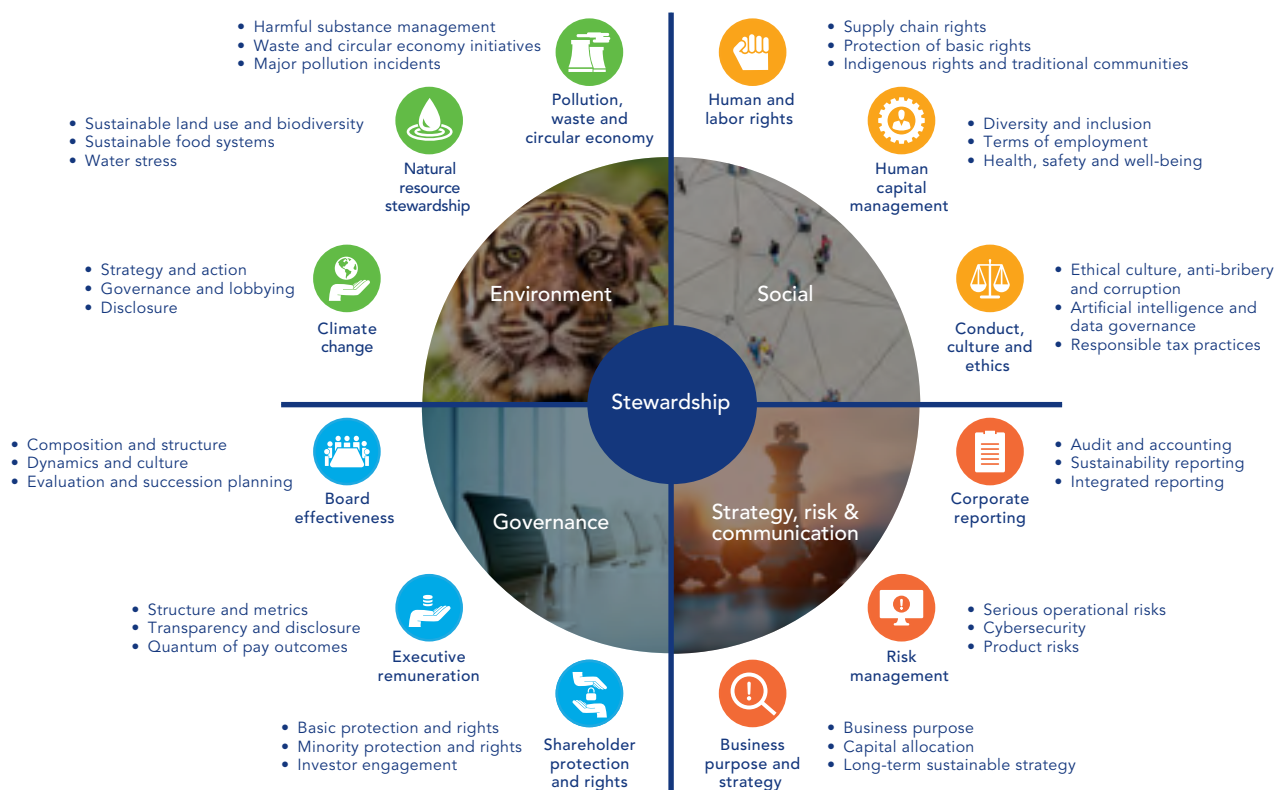 • Harmful substance management
• Waste and circular economy initiatives
• Major pollution incidents
Pollution,
waste and
circular economy
• Sustainable land use and biodiversity
• Sustainable food systems
• Water stress
Natural
resource
stewardship
• Strategy and action
• Governance and lobbying
• Disclosure
Climate
change
Environment
Human and
labor rights
• Supply chain rights
• Protection of basic rights
• Indigenous rights and traditional communities
Human
capital
management
• Diversity and inclusion
• Terms of employment
• Health, safety and well-being
Conduct,
culture and
ethics
• Ethical culture, anti-bribery
and corruption
• Artificial intelligence and
data governance
• Responsible tax practices
Social
Stewardship
• Composition and structure
• Dynamics and culture
• Evaluation and succession planning
Board
effectiveness
Governance
• Structure and metrics
• Transparency and disclosure
• Quantum of pay outcomes
Executive
remuneration
• Basic protection and rights
• Minority protection and rights
• Investor engagement
Shareholder
protection
and rights
Strategy, risk &
communication
Corporate
reporting
• Audit and accounting
• Sustainability reporting
• Integrated reporting
Risk
management
• Serious operational risks
• Cybersecurity
• Product risks
Business
purpose and
strategy
• Business purpose
• Capital allocation
• Long-term sustainable strategy